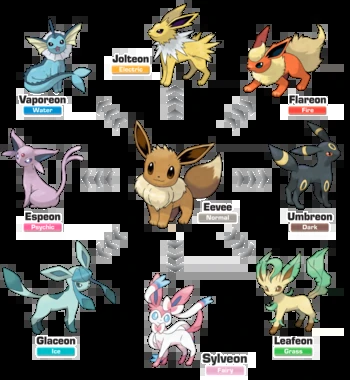 Jolteon
Electric
Vaporeon
Water
Flareon
Fire
Espeon
Psychic
Eevee
Normal
Umbreon
Dark
Glaceon
Ice
Sylveon
Fairy
Leafeon
Grass